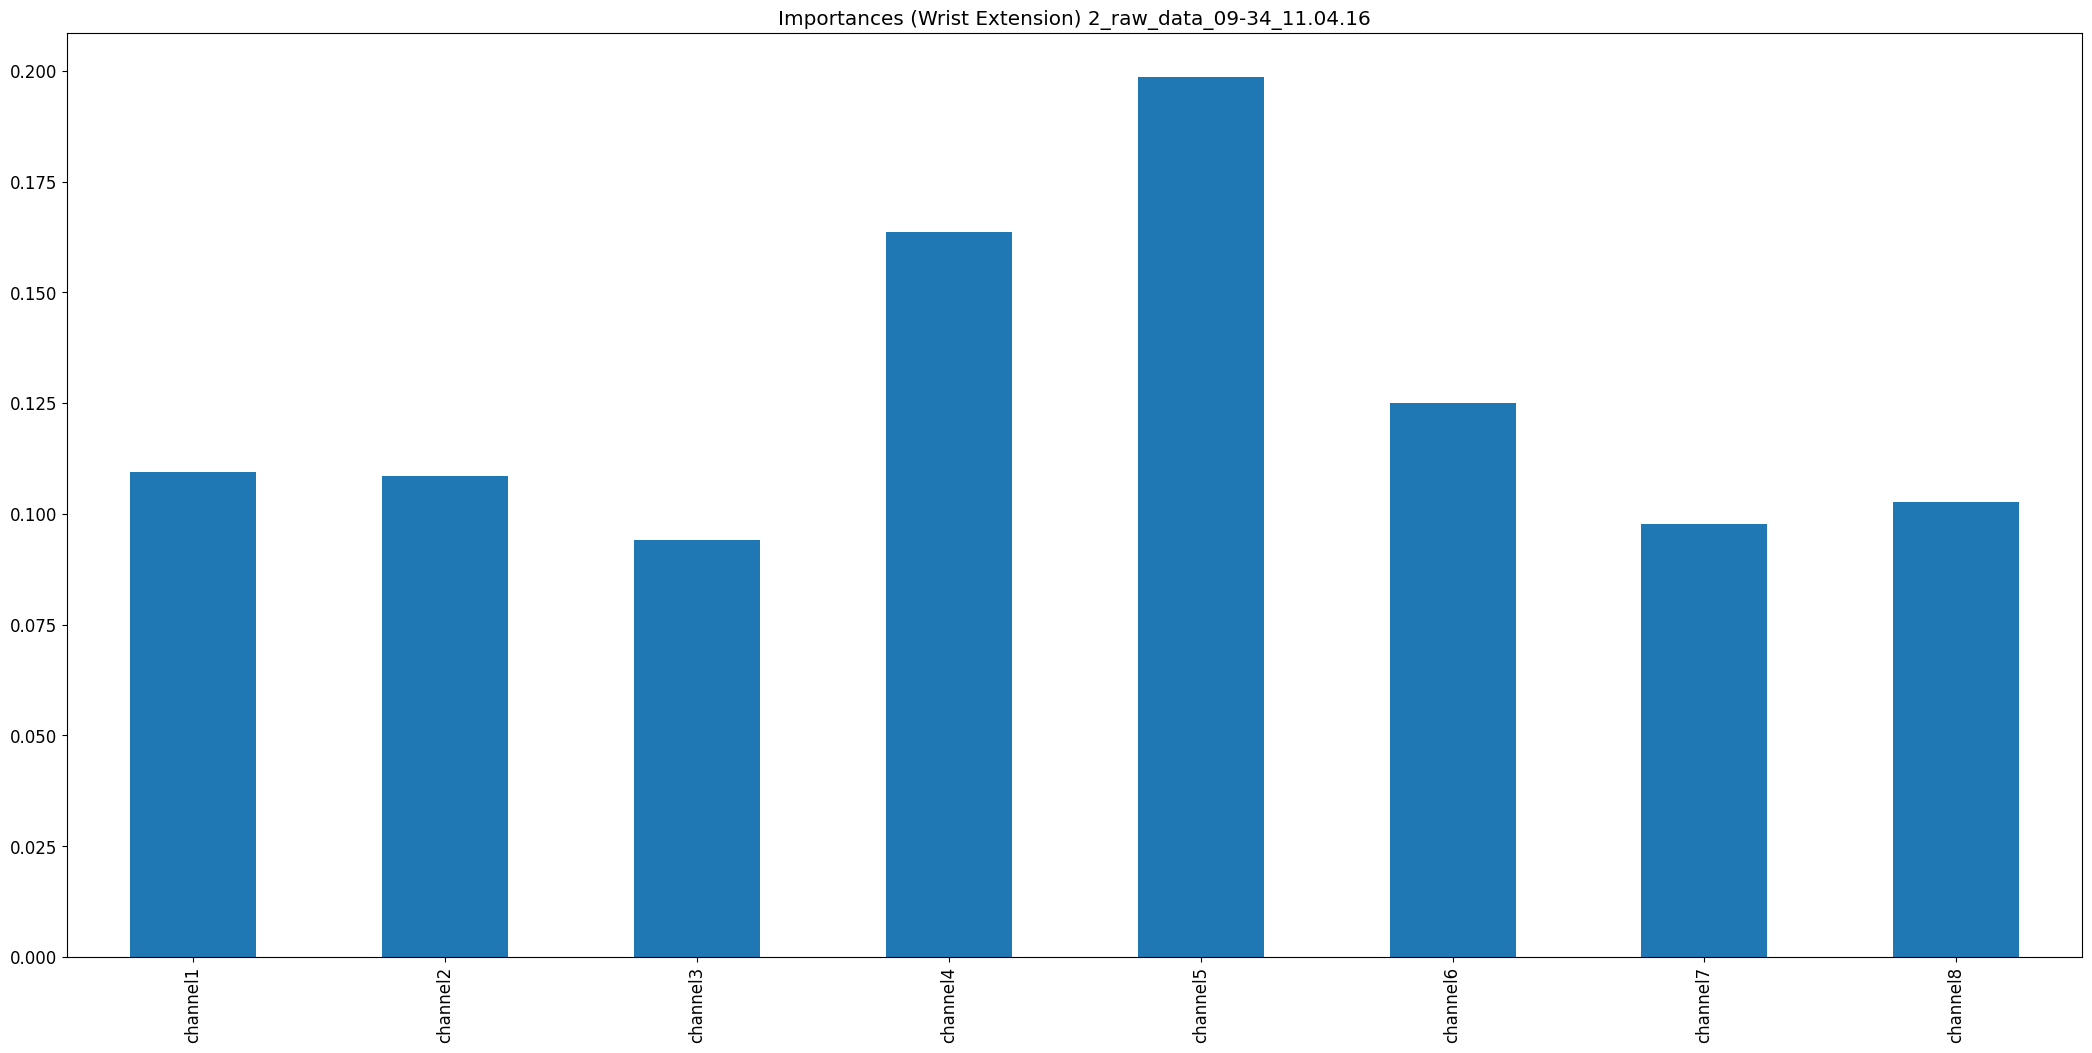 Importances (Wrist Extension) 2_raw_data_09-34_11.04.16
0.200
0.175
0.150
0.125
0.100
0.075
0.050
0.025
0.000
channel1
channel2
channel3
channel4
channel5
channel6
channel7
channel8